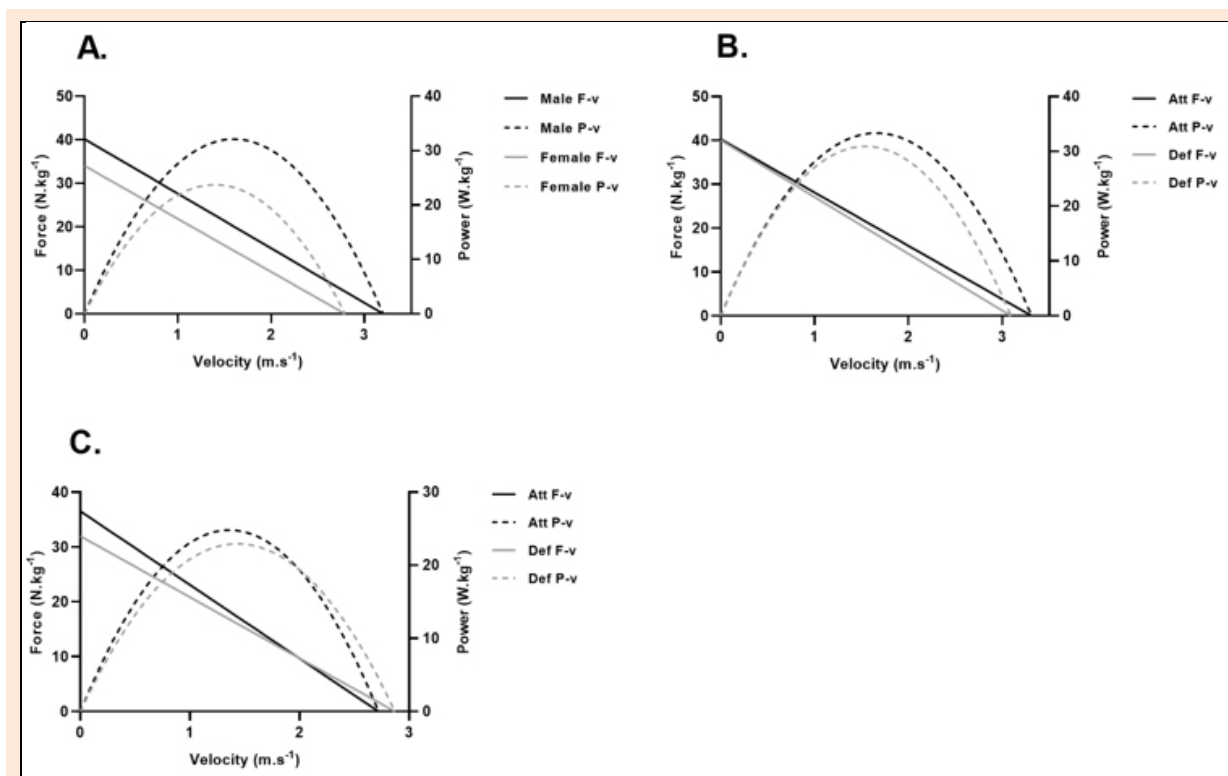 A.
50
40
30
20
10
0
Force (N.kg-1)
0
1
2
3
Velocity (m.s-1)
40
30
20
10
0
Power (W.kg-1)
Male F-v
Male P-v
Female F-v
Female P-v
B.
50
40
30
20
10
0
Force (N.kg-1)
0
1
2
3
Velocity (m.s-1)
40
30
20
10
0
Power (W.kg-1)
Att F-v
Att P-v
Def F-v
Def P-v
C.
40
30
20
10
0
Force (N.kg-1)
0
1
2
3
Velocity (m.s-1)
30
20
10
0
Power (W.kg-1)
Att F-v
Att P-v
Def F-v
Def P-v